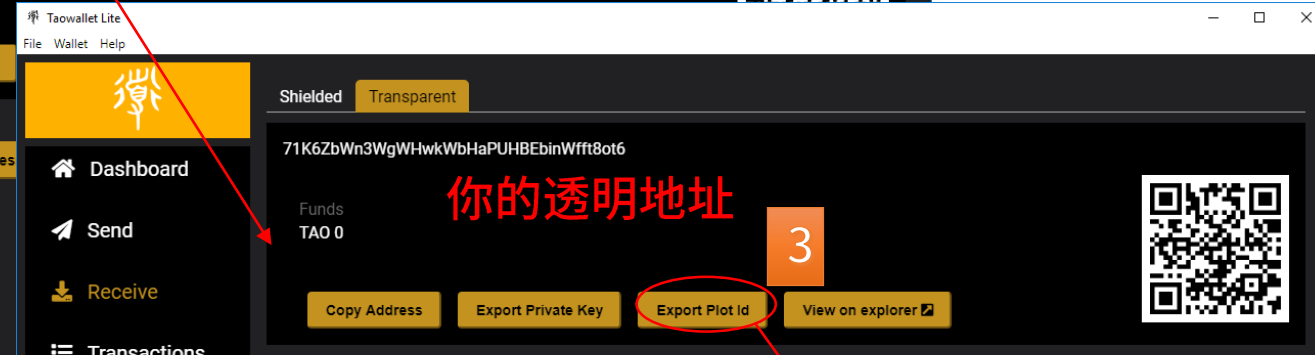 Taowallet Lite
File Wallet Help
Shielded Transparent
71K6ZbWn3WgWHwkWbHaPUHBEbinWfft8ot6
你的透明地址
Funds
TAO 0
3
Copy Address Export Private Key Export Plot Id View on explorer
Dashboard
Send
Receive
Transactions